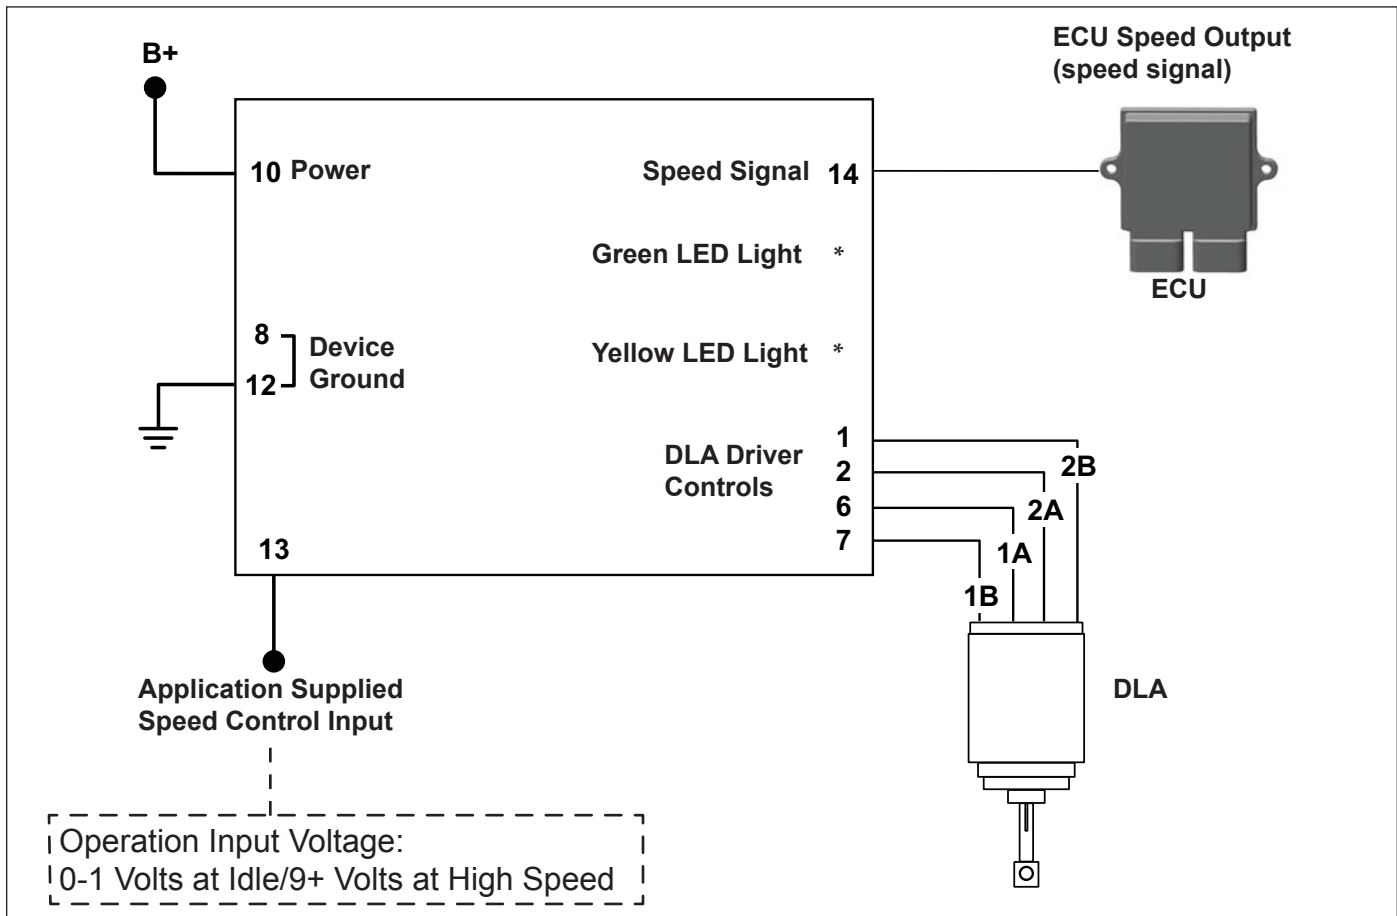 ECU Speed Output
(speed signal)
B+
10 Power
Speed Signal 14
Green LED Light *
ECU
8
Device
Ground
12
Yellow LED Light *
DLA Driver
Controls
1
2
6
7
2B
2A
1A
1B
13
Application Supplied
Speed Control Input
DLA
Operation Input Voltage:
0-1 Volts at Idle/9+ Volts at High Speed